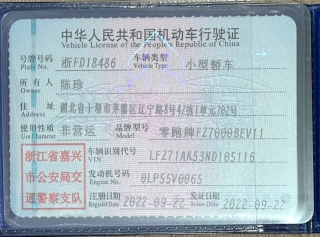 中华人民共和国机动车行驶证
Vehicle License of the People's Republic of China
号牌号码 浙FD18486 车辆类型 小型轿车
Plate No. Vehicle Type
所有人 陈珍
Owner
住址 湖北省十堰市茅箭区辽宁路8号42栋1单元702号
Address
使用性质 非营运 品牌型号 零跑牌FZ7000BEV11
Use Character Model
浙江省嘉兴市公安局交通警察支队
车辆识别代号 LFZ71AK53ND105116
VIN
发动机号码 0LP55V0065
Engine No.
注册日期 2022-09-22 发证日期 2022-09-22
Register Date Issue Date